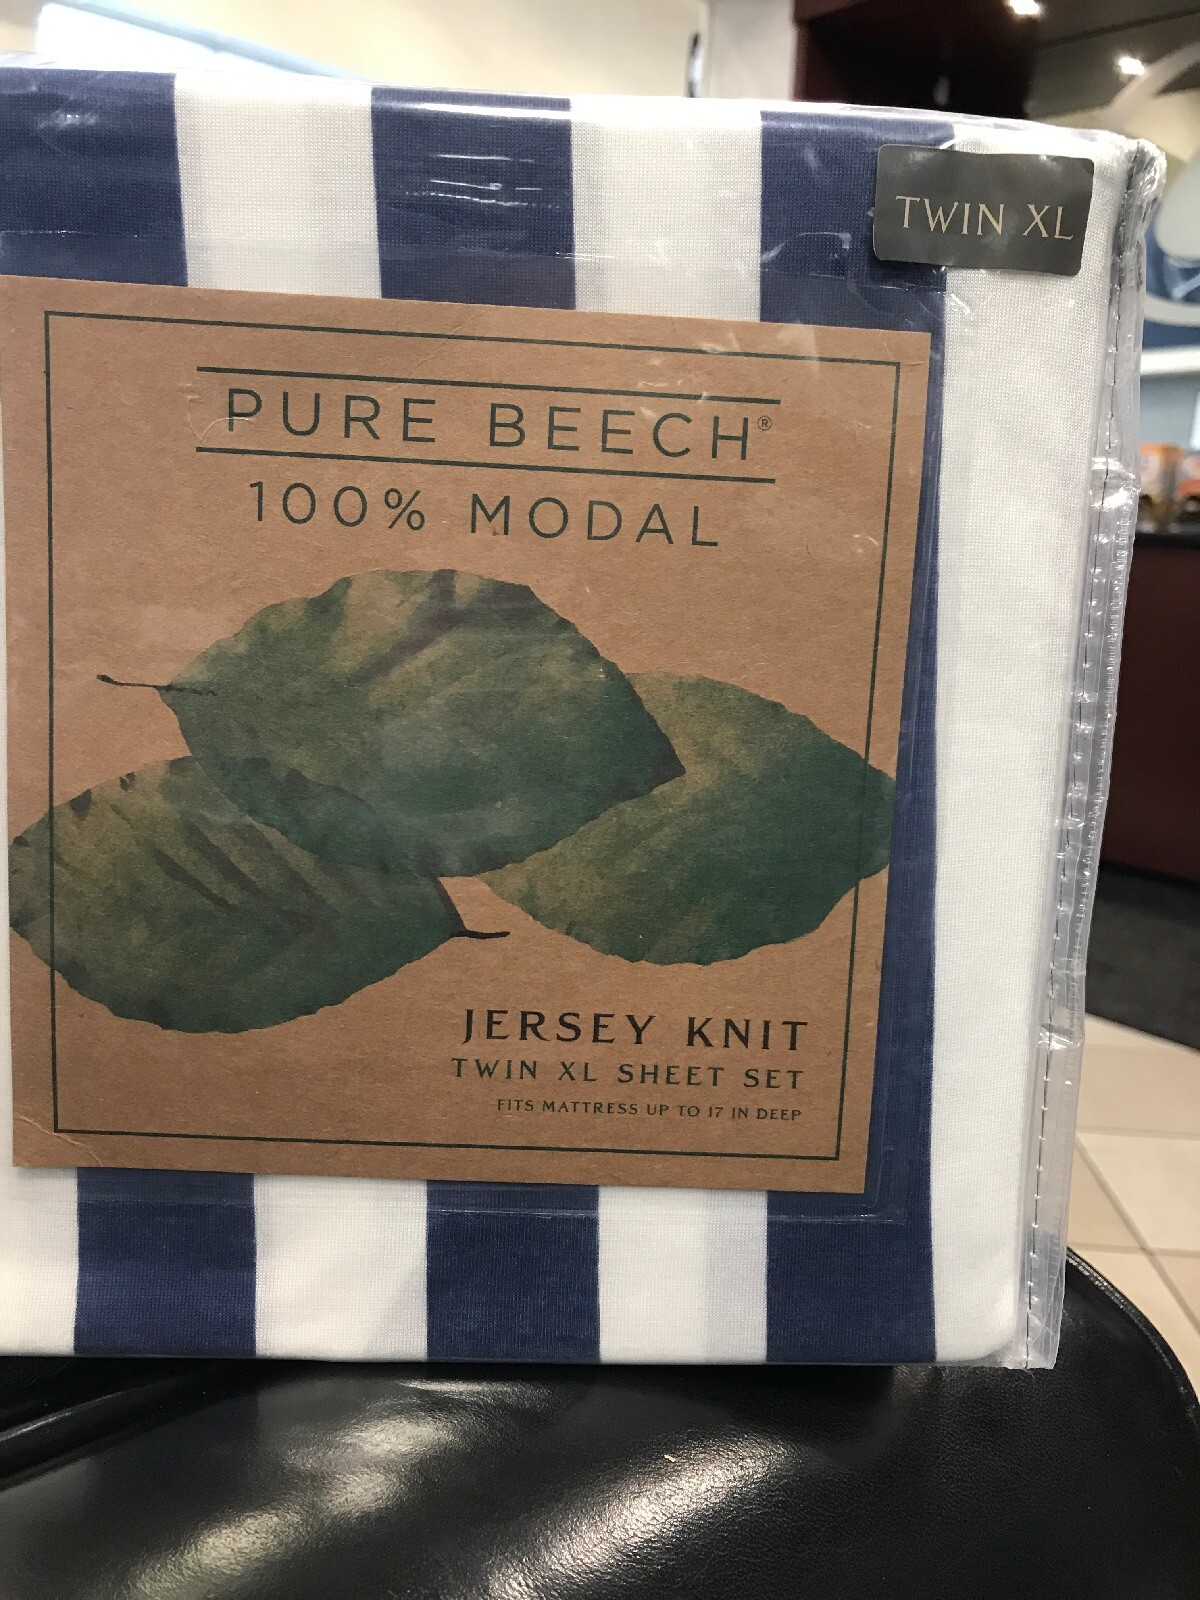 TWIN XL
PURE BEECH®
100% MODAL
JERSEY KNIT
TWIN XL SHEET SET
FITS MATTRESS UP TO 17 IN DEEP